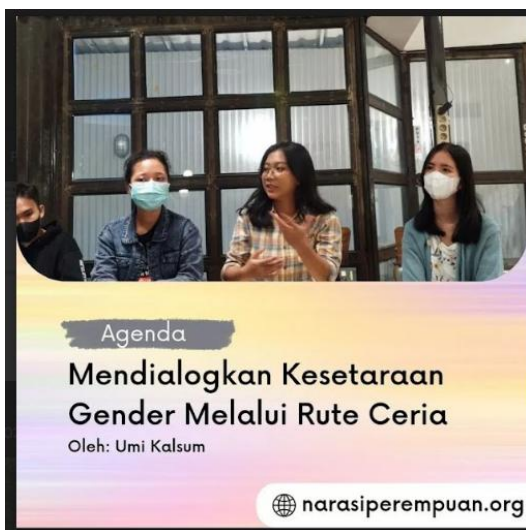 Agenda
Mendialogkan Kesetaraan
Gender Melalui Rute Ceria
Oleh: Umi Kalsum
narasiperempuan.org